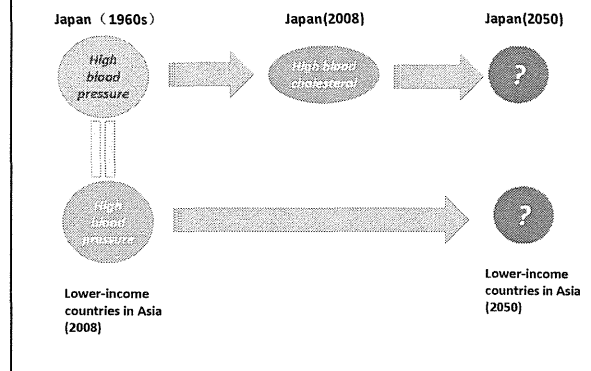 Japan（1960s)
Japan(2008)
Japan(2050)
High
blood
pressure
High blood
cholesterol
?
High
blood
pressure
?
Lower-income
countries in Asia
(2008)
Lower-income
countries in Asia
(2050)